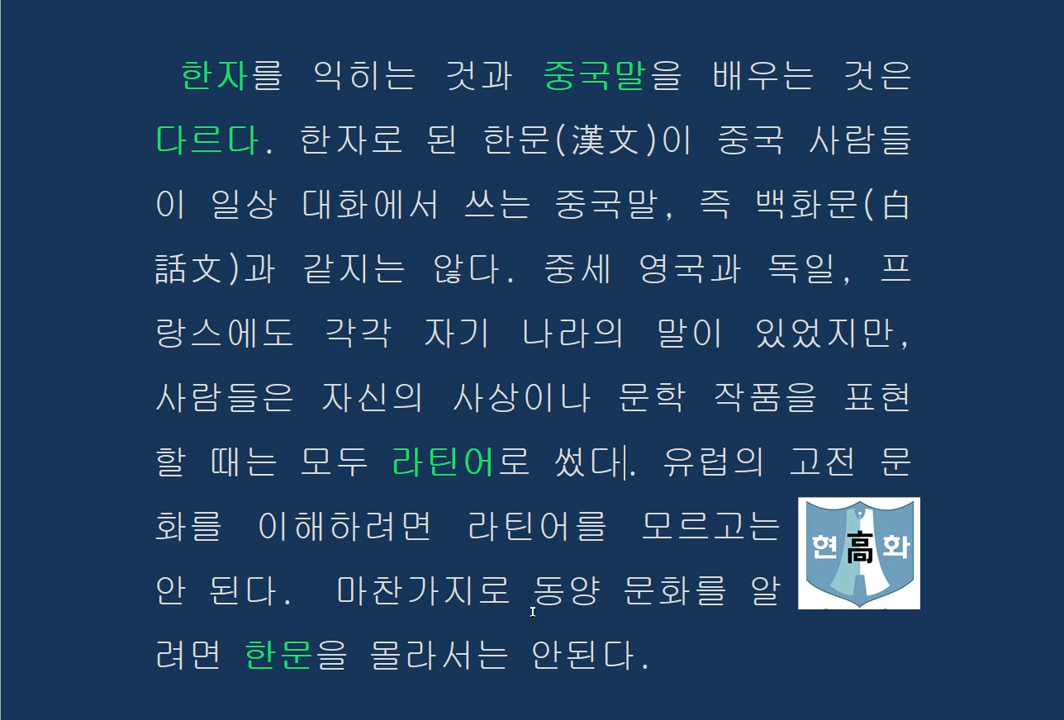 한자를 익히는 것과 중국말을 배우는 것은
다르다. 한자로 된 한문(漢文)이 중국 사람들
이 일상 대화에서 쓰는 중국말, 즉 백화문(白
話文)과 같지는 않다. 중세 영국과 독일, 프
랑스에도 각각 자기 나라의 말이 있었지만,
사람들은 자신의 사상이나 문학 작품을 표현
할 때는 모두 라틴어로 썼다. 유럽의 고전 문
화를 이해하려면 라틴어를 모르고는
안 된다. 마찬가지로 동양 문화를 알
려면 한문을 몰라서는 안된다.
현高화